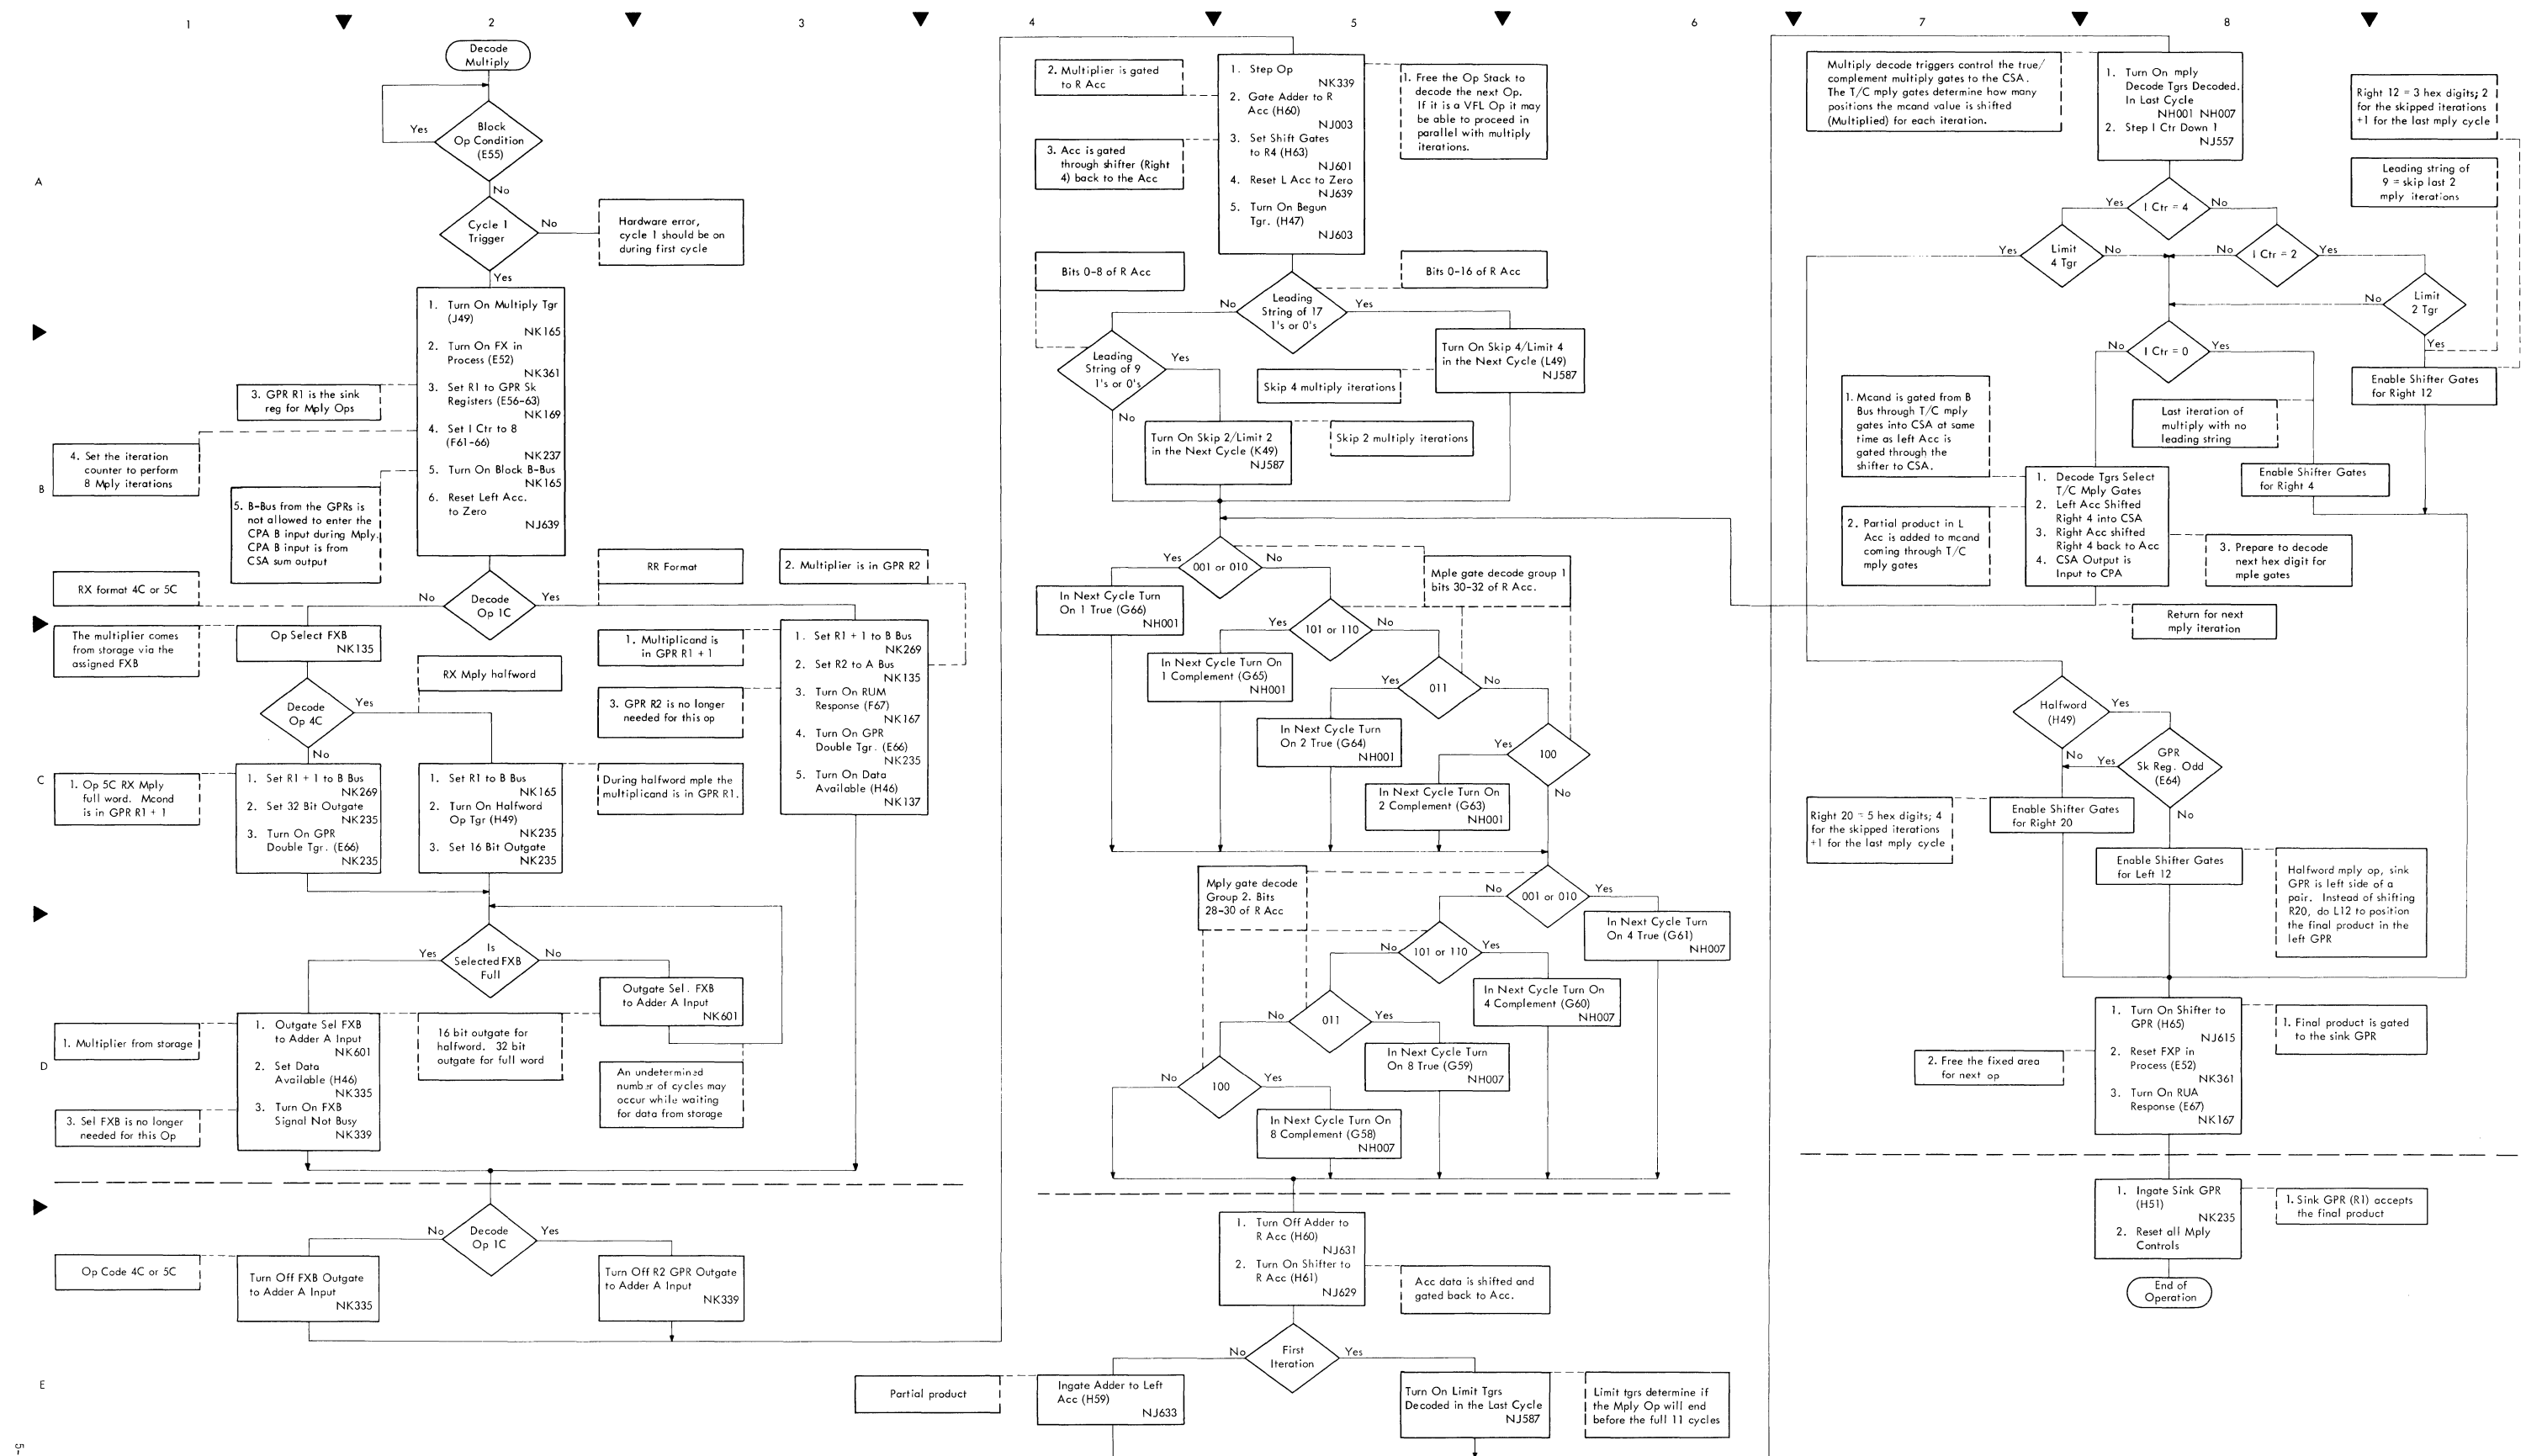 1
2
3
4
5
6
7
8
A
B
C
D
E
Decode
Multiply
Yes
Block
Op Condition
(E55)
No
Cycle 1
Trigger
No
Hardware error,
cycle 1 should be on
during first cycle
Yes
1. Turn On Multiply Tgr
(J49)
NK165
2. Turn On FX in
Process (E52)
NK361
3. Set R1 to GPR Sk
Registers (E56-63)
NK169
4. Set I Ctr to 8
(F61-66)
NK237
5. Turn On Block B-Bus
NK165
6. Reset Left Acc.
to Zero
NJ639
3. GPR R1 is the sink
reg for Mply Ops
4. Set the iteration
counter to perform
8 Mply iterations
5. B-Bus from the GPRs is
not allowed to enter the
CPA B input during Mply.
CPA B input is from
CSA sum output
RX format 4C or 5C
No
Decode
Op 1C
Yes
RR Format
2. Multiplier is in GPR R2
The multiplier comes
from storage via the
assigned FXB
Op Select FXB
NK135
RX Mply halfword
1. Multiplicand is
in GPR R1 + 1
3. GPR R2 is no longer
needed for this op
1. Set R1 + 1 to B Bus
NK269
2. Set R2 to A Bus
NK135
3. Turn On RUM
Response (F67)
NK167
4. Turn On GPR
Double Tgr. (E66)
NK235
5. Turn On Data
Available (H46)
NK137
Decode
Op 4C
Yes
No
1. Op 5C RX Mply
full word. Mcond
is in GPR R1 + 1
1. Set R1 + 1 to B Bus
NK269
2. Set 32 Bit Outgate
NK235
3. Turn On GPR
Double Tgr. (E66)
NK235
1. Set R1 to B Bus
NK165
2. Turn On Halfword
Op Tgr (H49)
NK235
3. Set 16 Bit Outgate
NK235
During halfword mple the
multiplicand is in GPR R1.
Yes
Is
Selected FXB
Full
No
Outgate Sel. FXB
to Adder A Input
NK601
1. Multiplier from storage
1. Outgate Sel FXB
to Adder A Input
NK601
2. Set Data
Available (H46)
NK335
3. Turn On FXB
Signal Not Busy
NK339
16 bit outgate for
halfword. 32 bit
outgate for full word
An undetermined
number of cycles may
occur while waiting
for data from storage
3. Sel FXB is no longer
needed for this Op
No
Decode
Op 1C
Yes
Op Code 4C or 5C
Turn Off FXB Outgate
to Adder A Input
NK335
Turn Off R2 GPR Outgate
to Adder A Input
NK339
2. Multiplier is gated
to R Acc
3. Acc is gated
through shifter (Right
4) back to the Acc
1. Step Op
NK339
2. Gate Adder to R
Acc (H60)
NJ003
3. Set Shift Gates
to R4 (H63)
NJ601
4. Reset L Acc to Zero
NJ639
5. Turn On Begun
Tgr. (H47)
NJ603
1. Free the Op Stack to
decode the next Op.
If it is a VFL Op it may
be able to proceed in
parallel with multiply
iterations.
Bits 0-8 of R Acc
Bits 0-16 of R Acc
No
Leading
String of 17
1's or 0's
Yes
Leading
String of 9
1's or 0's
Yes
No
Turn On Skip 4/Limit 4
in the Next Cycle (L49)
NJ587
Skip 4 multiply iterations
Turn On Skip 2/Limit 2
in the Next Cycle (K49)
NJ587
Skip 2 multiply iterations
Yes
001 or 010
No
Mple gate decode group 1
bits 30-32 of R Acc.
In Next Cycle Turn
On 1 True (G66)
NH001
Yes
101 or 110
No
In Next Cycle Turn On
1 Complement (G65)
NH001
Yes
011
No
In Next Cycle Turn
On 2 True (G64)
NH001
Yes
100
No
In Next Cycle Turn On
2 Complement (G63)
NH001
Mply gate decode
Group 2. Bits
28-30 of R Acc
No
001 or 010
Yes
In Next Cycle Turn
On 4 True (G61)
NH007
No
101 or 110
Yes
In Next Cycle Turn On
4 Complement (G60)
NH007
No
011
Yes
In Next Cycle Turn
On 8 True (G59)
NH007
No
100
Yes
In Next Cycle Turn On
8 Complement (G58)
NH007
1. Turn Off Adder to
R Acc (H60)
NJ631
2. Turn On Shifter to
R Acc (H61)
NJ629
Acc data is shifted and
gated back to Acc.
No
First
Iteration
Yes
Partial product
Ingate Adder to Left
Acc (H59)
NJ633
Turn On Limit Tgrs
Decoded in the Last Cycle
NJ587
Limit tgrs determine if
the Mply Op will end
before the full 11 cycles
Multiply decode triggers control the true/
complement multiply gates to the CSA.
The T/C mply gates determine how many
positions the mcand value is shifted
(Multiplied) for each iteration.
1. Turn On mply
Decode Tgrs Decoded.
In Last Cycle
NH001 NH007
2. Step I Ctr Down 1
NJ557
Right 12 = 3 hex digits; 2
for the skipped iterations
+1 for the last mply cycle
Leading string of
9 = skip last 2
mply iterations
Yes
I Ctr = 4
No
Yes
Limit
4 Tgr
No
No
I Ctr = 2
Yes
No
Limit
2 Tgr
Yes
No
I Ctr = 0
Yes
Enable Shifter Gates
for Right 12
1. Mcand is gated from B
Bus through T/C mply
gates into CSA at same
time as left Acc is
gated through the
shifter to CSA.
Last iteration of
multiply with no
leading string
Enable Shifter Gates
for Right 4
1. Decode Tgrs Select
T/C Mply Gates
2. Left Acc Shifted
Right 4 into CSA
3. Right Acc shifted
Right 4 back to Acc
4. CSA Output is
Input to CPA
2. Partial product in L
Acc is added to mcand
coming through T/C
mply gates
3. Prepare to decode
next hex digit for
mple gates
Return for next
mply iteration
Halfword
(H49)
Yes
No
GPR
Sk Reg. Odd
(E64)
Yes
No
Right 20 = 5 hex digits; 4
for the skipped iterations
+1 for the last mply cycle
Enable Shifter Gates
for Right 20
Enable Shifter Gates
for Left 12
Halfword mply op, sink
GPR is left side of a
pair. Instead of shifting
R20, do L12 to position
the final product in the
left GPR
1. Turn On Shifter to
GPR (H65)
NJ615
2. Reset FXP in
Process (E52)
NK361
3. Turn On RUA
Response (E67)
NK167
1. Final product is gated
to the sink GPR
2. Free the fixed area
for next op
1. Ingate Sink GPR
(H51)
NK235
2. Reset all Mply
Controls
1. Sink GPR (R1) accepts
the final product
End of
Operation
5-